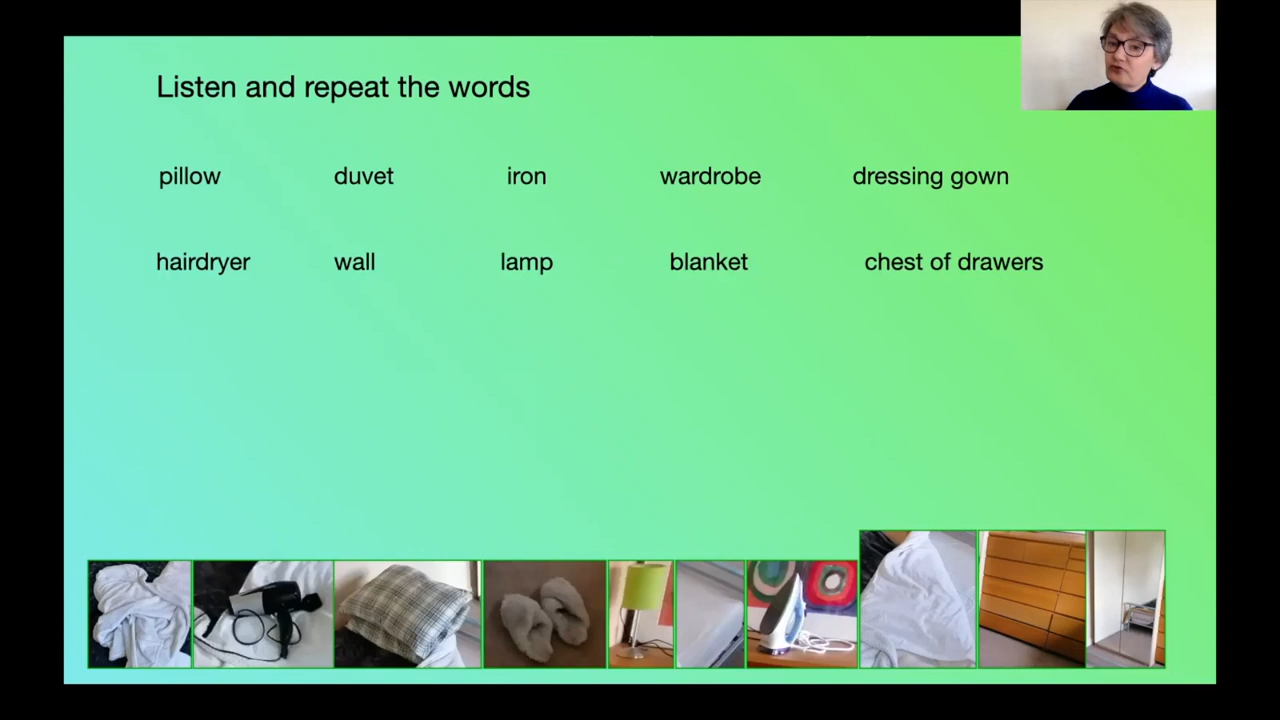 Listen and repeat the words
pillow duvet iron wardrobe dressing gown
hairdryer wall lamp blanket chest of drawers